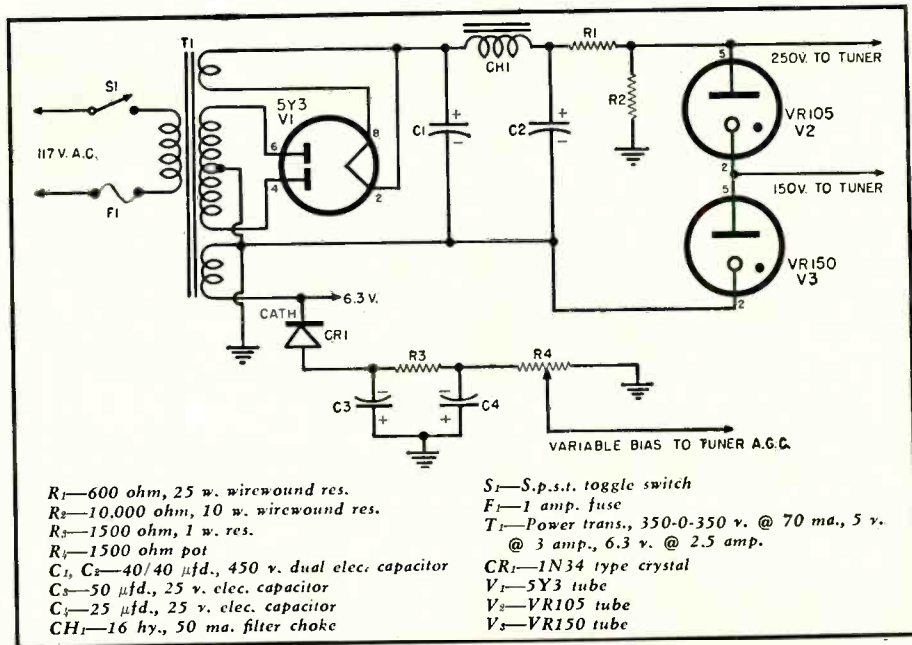 T1
S1
117 V. A.C.
F1
5Y3
V1
8
6
4
2
C1
CH1
C2
R1
R2
5
250V. TO TUNER
VR105
V2
2
5
150V. TO TUNER
VR150
V3
2
6.3 V.
CATH
CR1
R3
R4
C3
C4
VARIABLE BIAS TO TUNER A.G.C.
R1—600 ohm, 25 w. wirewound res.
R2—10,000 ohm, 10 w. wirewound res.
R3—1500 ohm, 1 w. res.
R4—1500 ohm pot
C1, C2—40/40 μfd., 450 v. dual elec. capacitor
C3—50 μfd., 25 v. elec. capacitor
C4—25 μfd., 25 v. elec. capacitor
CH1—16 hy., 50 ma. filter choke
S1—S.p.s.t. toggle switch
F1—1 amp. fuse
T1—Power trans., 350-0-350 v. @ 70 ma., 5 v.
@ 3 amp., 6.3 v. @ 2.5 amp.
CR1—1N34 type crystal
V1—5Y3 tube
V2—VR105 tube
V3—VR150 tube